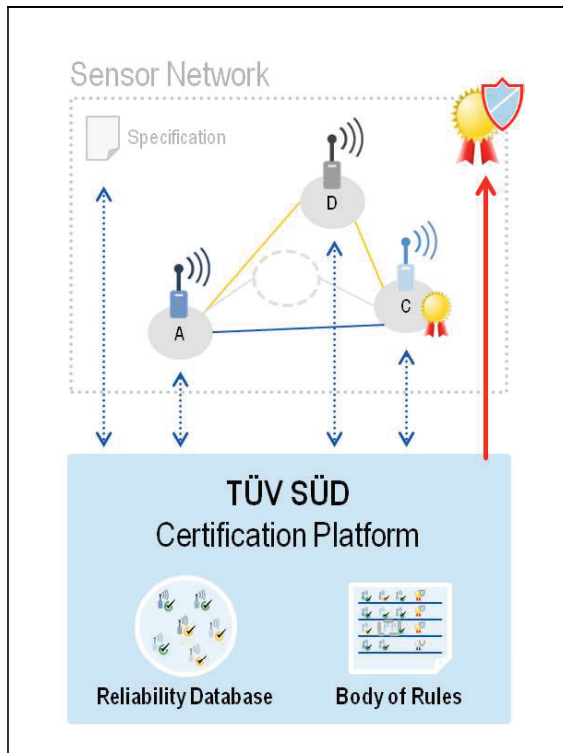 Sensor Network
Specification
D
C
A
TÜV SÜD
Certification Platform
Reliability Database
Body of Rules